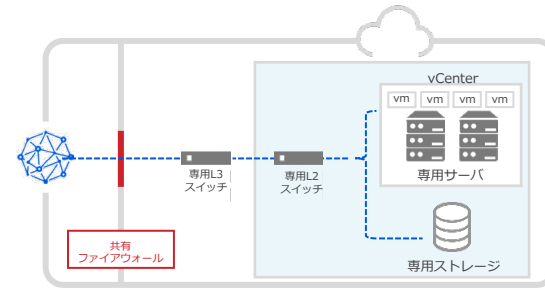 vCenter
vm vm vm vm
専用サーバ
専用L3
スイッチ
専用L2
スイッチ
共有
ファイアウォール
専用ストレージ